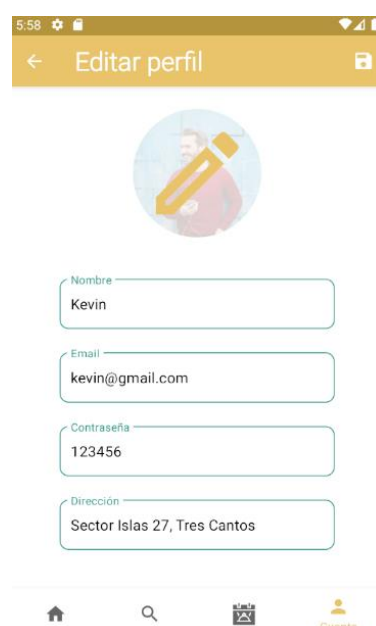 5:58
Editar perfil
Nombre
Kevin
Email
kevin@gmail.com
Contraseña
123456
Dirección
Sector Islas 27, Tres Cantos